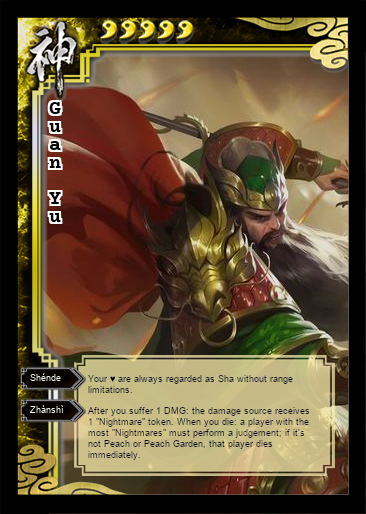 神
Guan Yu
Shénde
Your ♥ are always regarded as Sha without range
limitations.
Zhànshì
After you suffer 1 DMG: the damage source receives
1 "Nightmare" token. When you die: a player with the
most "Nightmares" must perform a judgement; if it's
not Peach or Peach Garden, that player dies
immediately.